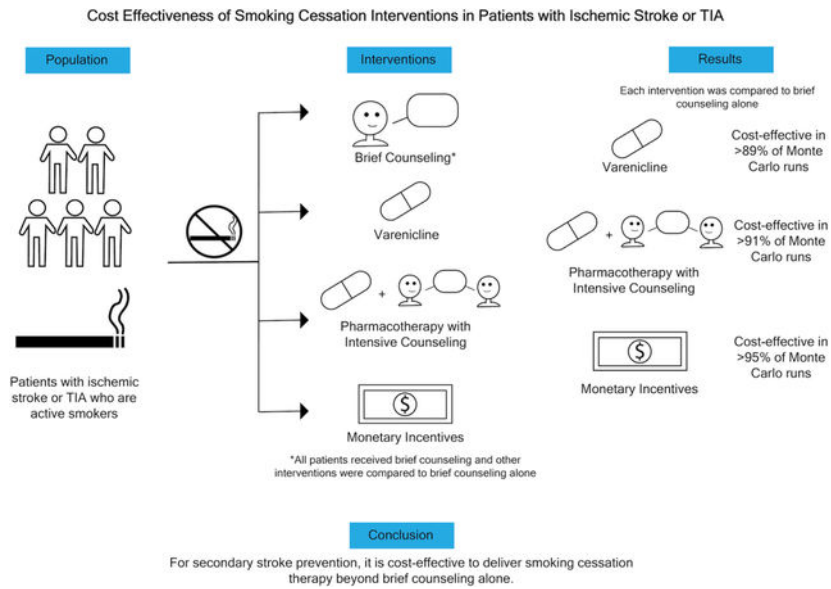 Cost Effectiveness of Smoking Cessation Interventions in Patients with Ischemic Stroke or TIA
Population
Patients with ischemic
stroke or TIA who are
active smokers
Interventions
Brief Counseling*
Varenicline
+
Pharmacotherapy with
Intensive Counseling
$
Monetary Incentives
*All patients received brief counseling and other
interventions were compared to brief counseling alone
Results
Each intervention was compared to brief
counseling alone
Varenicline
Cost-effective in
>89% of Monte
Carlo runs
+
Pharmacotherapy with
Intensive Counseling
Cost-effective in
>91% of Monte
Carlo runs
$
Monetary Incentives
Cost-effective in
>95% of Monte
Carlo runs
Conclusion
For secondary stroke prevention, it is cost-effective to deliver smoking cessation
therapy beyond brief counseling alone.